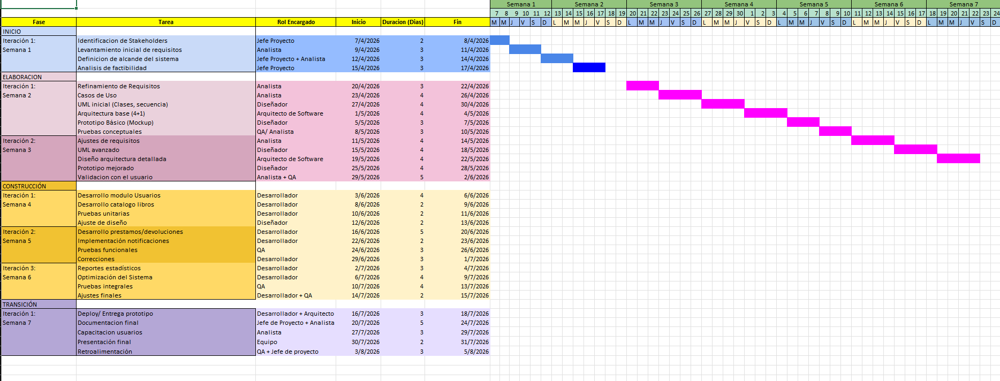 Semana 1 Semana 2 Semana 3 Semana 4 Semana 5 Semana 6 Semana 7
7 8 9 10 11 12 13 14 15 16 17 18 19 20 21 22 23 24 25 26 27 28 29 30 1 2 3 4 5 6 7 8 9 10 11 12 13 14 15 16 17 18 19 20 21 22 23 24
Fase Tarea Rol Encargado Inicio Duracion (Dias) Fin M M J V S D L M M J V S D L M M J V S D L M M J V S D L M M J V S D L M M J V S D L M M J V S D
INICIO
Iteración 1: Identificacion de Stakeholders Jefe Proyecto 7/4/2026 2 8/4/2026
Semana 1 Levantamiento inicial de requisitos Analista 9/4/2026 3 11/4/2026
Definicion de alcande del sistema Jefe Proyecto + Analista 12/4/2026 3 14/4/2026
Analisis de factibilidad Jefe Proyecto 15/4/2026 3 17/4/2026
ELABORACION
Iteración 1: Refinamiento de Requisitos Analista 20/4/2026 3 22/4/2026
Semana 2 Casos de Uso Analista 23/4/2026 4 26/4/2026
UML inicial (Clases, secuencia) Diseñador 27/4/2026 4 30/4/2026
Arquitectura base (4+1) Arquitecto de Software 1/5/2026 4 4/5/2026
Prototipo Básico (Mockup) Diseñador 5/5/2026 3 7/5/2026
Pruebas conceptuales QA/ Analista 8/5/2026 3 10/5/2026
Iteración 2: Ajustes de requisitos Analista 11/5/2026 4 14/5/2026
Semana 3 UML avanzado Diseñador 15/5/2026 4 18/5/2026
Diseño arquitectura detallada Arquitecto de Software 19/5/2026 4 22/5/2026
Prototipo mejorado Diseñador 25/5/2026 4 28/5/2026
Validacion con el usuario Analista + QA 29/5/2026 5 2/6/2026
CONSTRUCCIÓN
Iteración 1: Desarrollo modulo Usuarios Desarrollador 3/6/2026 4 6/6/2026
Semana 4 Desarrollo catalogo libros Desarrollador 8/6/2026 2 9/6/2026
Pruebas unitarias Desarrollador 10/6/2026 2 11/6/2026
Ajuste de diseño Diseñador 12/6/2026 2 13/6/2026
Iteración 2: Desarrollo prestamos/devoluciones Desarrollador 16/6/2026 5 20/6/2026
Semana 5 Implementación notificaciones Desarrollador 22/6/2026 2 23/6/2026
Pruebas funcionales QA 24/6/2026 3 26/6/2026
Correcciones Desarrollador 29/6/2026 3 1/7/2026
Iteración 3: Reportes estadísticos Desarrollador 2/7/2026 3 4/7/2026
Semana 6 Optimización del Sistema Desarrollador 6/7/2026 4 9/7/2026
Pruebas integrales QA 10/7/2026 4 13/7/2026
Ajustes finales Desarrollador + QA 14/7/2026 2 15/7/2026
TRANSICIÓN
Iteración 1: Deploy/ Entrega prototipo Desarrollador + Arquitecto 16/7/2026 3 18/7/2026
Semana 7 Documentacion final Jefe de Proyecto + Analista 20/7/2026 5 24/7/2026
Capacitacion usuarios Analista 27/7/2026 3 29/7/2026
Presentación final Equipo 30/7/2026 2 31/7/2026
Retroalimentación QA + Jefe de proyecto 3/8/2026 3 5/8/2026